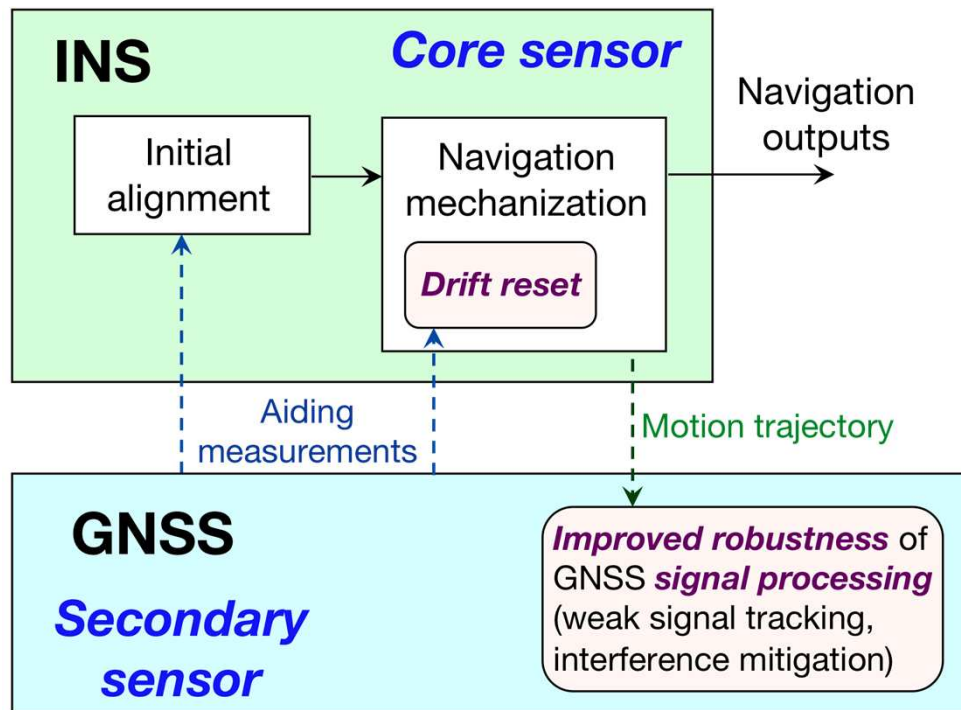 INS
Core sensor
Initial
alignment
Navigation
mechanization
Drift reset
Navigation
outputs
Aiding
measurements
Motion trajectory
GNSS
Secondary
sensor
Improved robustness of
GNSS signal processing
(weak signal tracking,
interference mitigation)